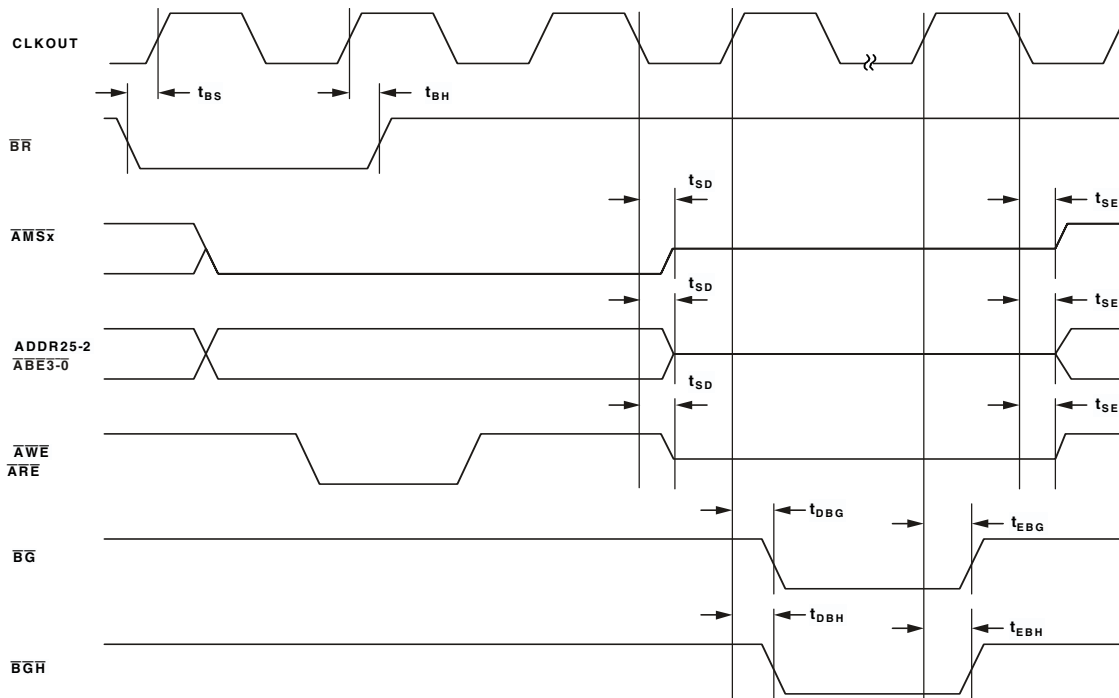 CLKOUT
tBS
tBH
BR
tSD
tSE
AMSx
tSD
tSE
ADDR25-2
ABE3-0
tSD
tSE
AWE
ARE
tDBG
tEBG
BG
tDBH
tEBH
BGH